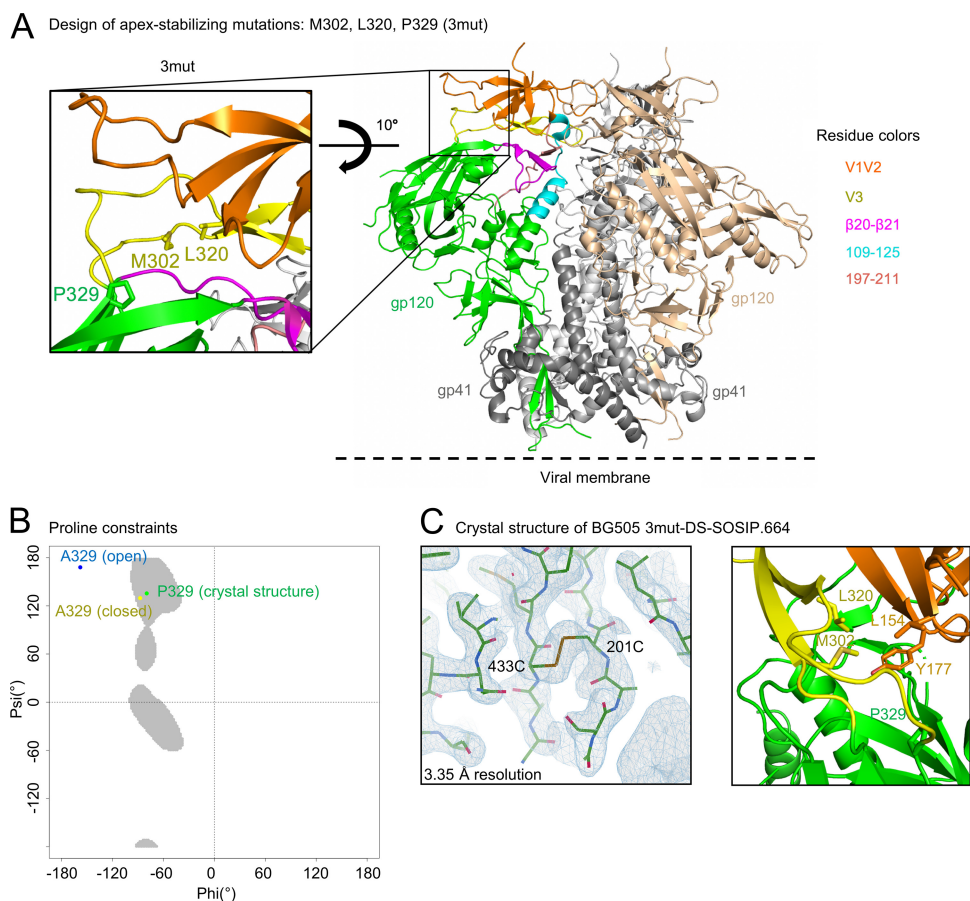 A Design of apex-stabilizing mutations: M302, L320, P329 (3mut)
3mut
10°
M302
L320
P329
gp120
gp120
gp41
gp41
Viral membrane
Residue colors
V1V2
V3
β20-β21
109-125
197-211
B Proline constraints
A329 (open)
P329 (crystal structure)
A329 (closed)
180
120
60
0
-60
-120
Psi(°)
-180 -120 -60 0 60 120 180
Phi(°)
C Crystal structure of BG505 3mut-DS-SOSIP.664
433C
201C
3.35 Å resolution
L320
L154
M302
Y177
P329